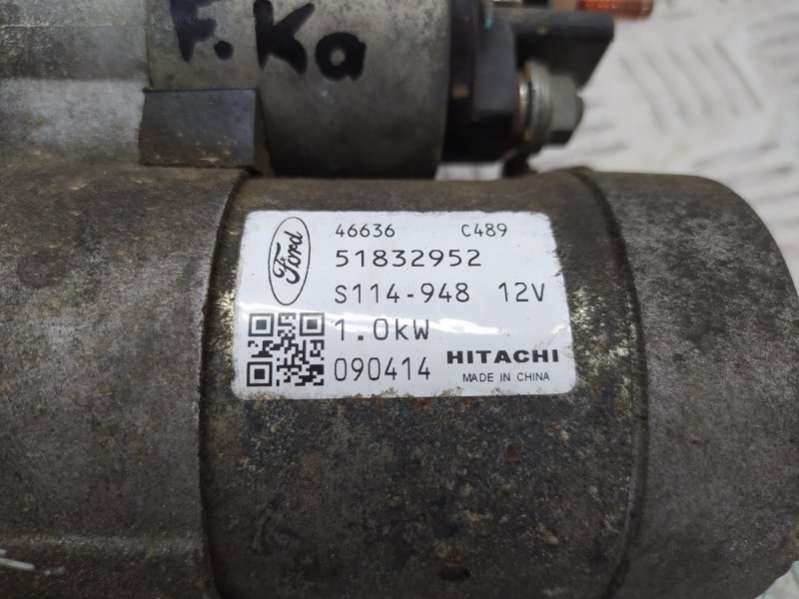 F.Ka
Ford
46636 C489
51832952
S114-948 12V
1.0kW
090414 HITACHI
MADE IN CHINA